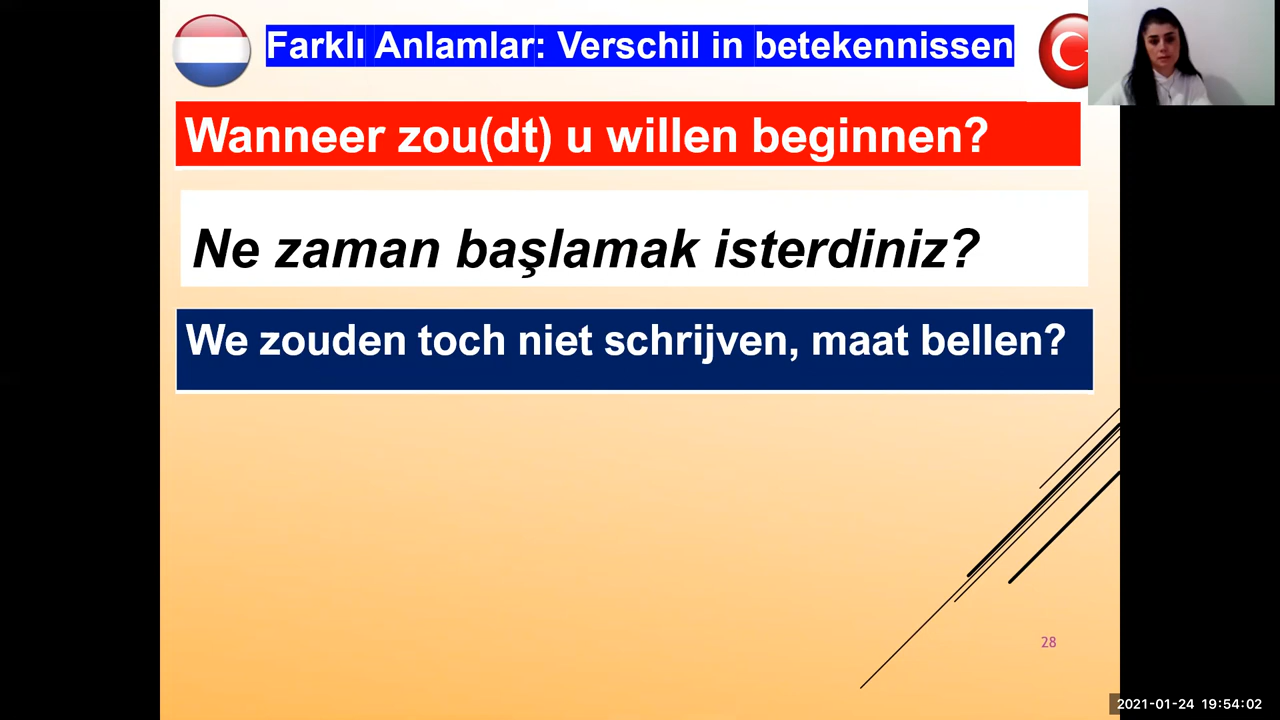 Farklı Anlamlar: Verschil in betekennissen
Wanneer zou(dt) u willen beginnen?
Ne zaman başlamak isterdiniz?
We zouden toch niet schrijven, maat bellen?
28
2021-01-24 19:54:02